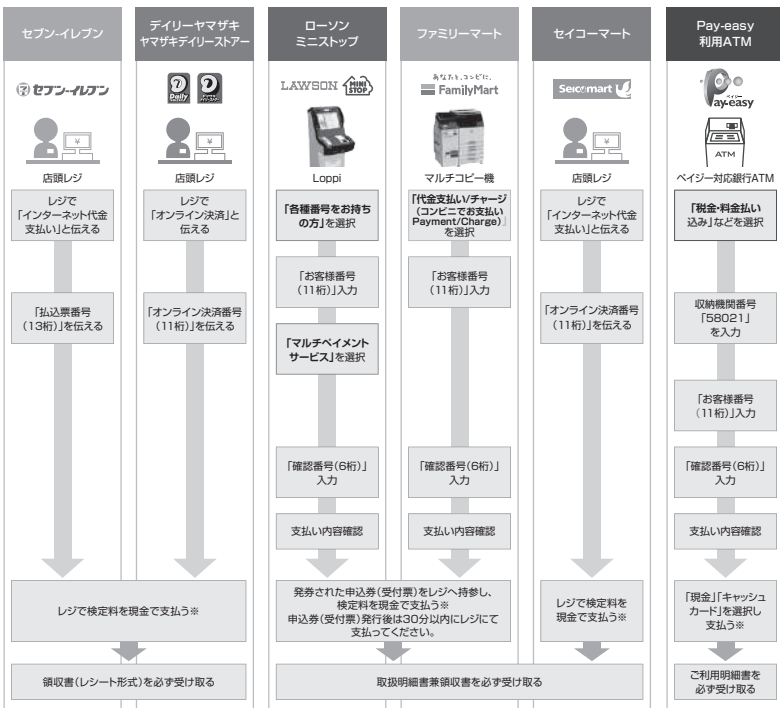 セブン-イレブン
デイリーヤマザキ
ヤマザキデイリーストアー
ローソン
ミニストップ
ファミリーマート
セイコーマート
Pay-easy
利用ATM
セブン-イレブン
Daily
LAWSON
MINI
STOP
あなたと、コンビに、
FamilyMart
Seicomart
ペイジー
Pay-easy
¥
¥
¥
ATM
店頭レジ
店頭レジ
Loppi
マルチコピー機
店頭レジ
ペイジー対応銀行ATM
レジで
「インターネット代金
支払い」と伝える
レジで
「オンライン決済」と
伝える
「各種番号をお持ち
の方」を選択
「代金支払い/チャージ
(コンビニでお支払い
Payment/Charge)」
を選択
レジで
「インターネット代金
支払い」と伝える
「税金・料金払い
込み」などを選択
「払込票番号
(13桁)」を伝える
「オンライン決済番号
(11桁)」を伝える
「お客様番号
(11桁)」入力
「マルチペイメント
サービス」を選択
「お客様番号
(11桁)」入力
「オンライン決済番号
(11桁)」を伝える
収納機関番号
「58021」
を入力
「お客様番号
(11桁)」入力
「確認番号(6桁)」
入力
「確認番号(6桁)」
入力
「確認番号(6桁)」
入力
支払い内容確認
支払い内容確認
支払い内容確認
レジで検定料を現金で支払う※
発券された申込券(受付票)をレジへ持参し、
検定料を現金で支払う※
申込券(受付票)発行後は30分以内にレジにて
支払ってください。
レジで検定料を
現金で支払う※
「現金」「キャッシュ
カード」を選択し
支払う※
領収書(レシート形式)を必ず受け取る
取扱明細書兼領収書を必ず受け取る
ご利用明細書を
必ず受け取る